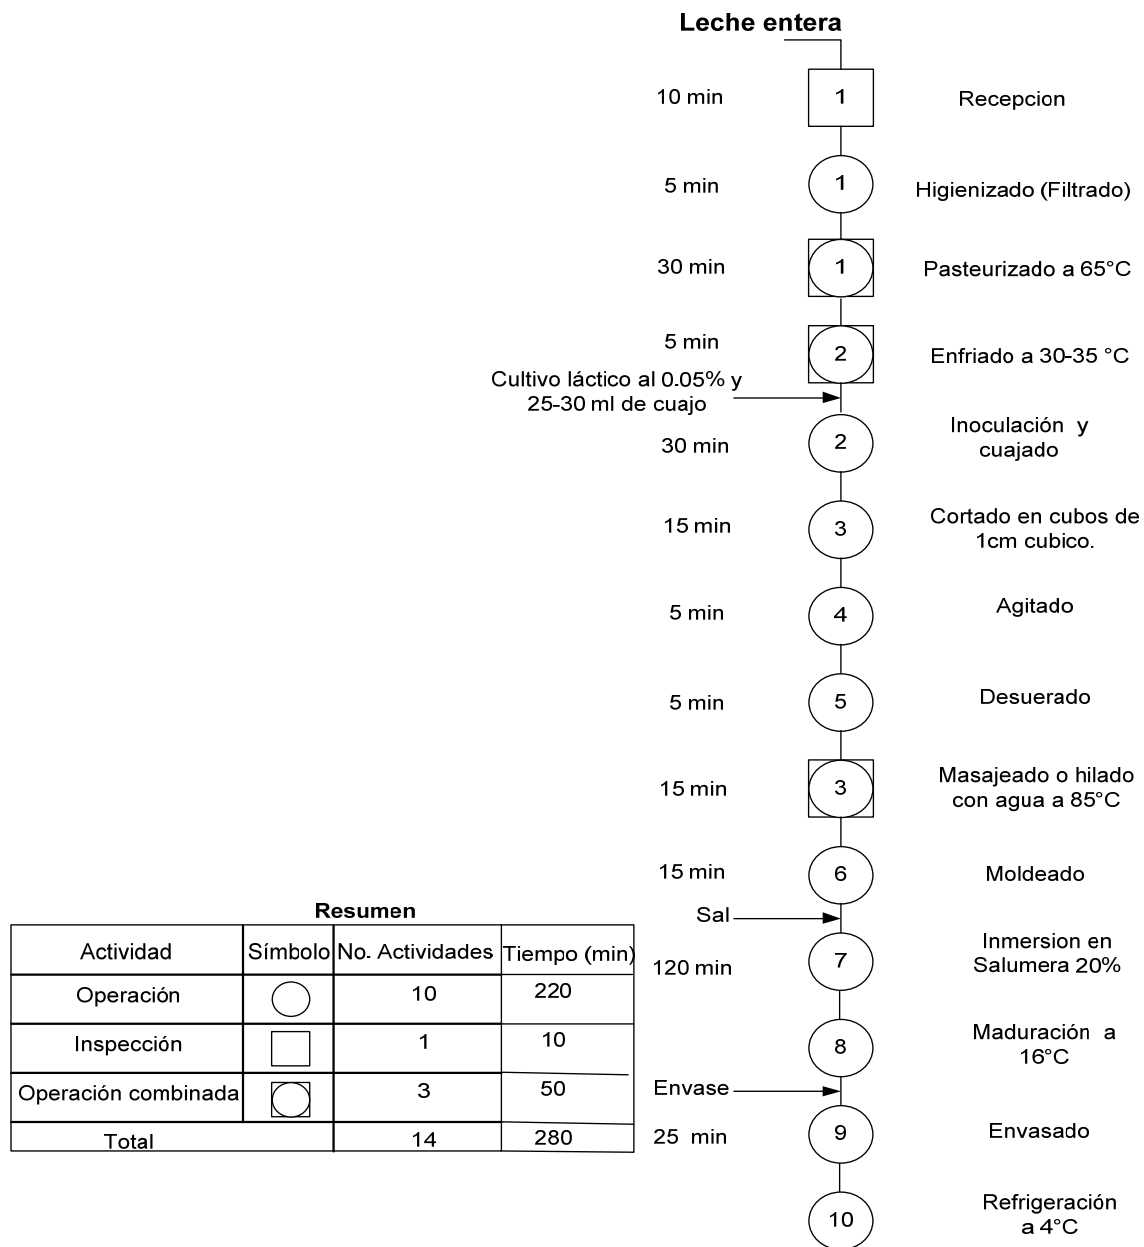 Leche entera
10 min
1
Recepcion
5 min
1
Higienizado (Filtrado)
30 min
1
Pasteurizado a 65°C
5 min
2
Enfriado a 30-35 °C
Cultivo láctico al 0.05% y
25-30 ml de cuajo
30 min
2
Inoculación y
cuajado
15 min
3
Cortado en cubos de
1cm cubico.
5 min
4
Agitado
5 min
5
Desuerado
15 min
3
Masajeado o hilado
con agua a 85°C
15 min
6
Moldeado
Sal
120 min
7
Inmersion en
Salumera 20%
8
Maduración a
16°C
Envase
25 min
9
Envasado
10
Refrigeración
a 4°C
Resumen
Actividad Símbolo No. Actividades Tiempo (min)
Operación 10 220
Inspección 1 10
Operación combinada 3 50
Total 14 280